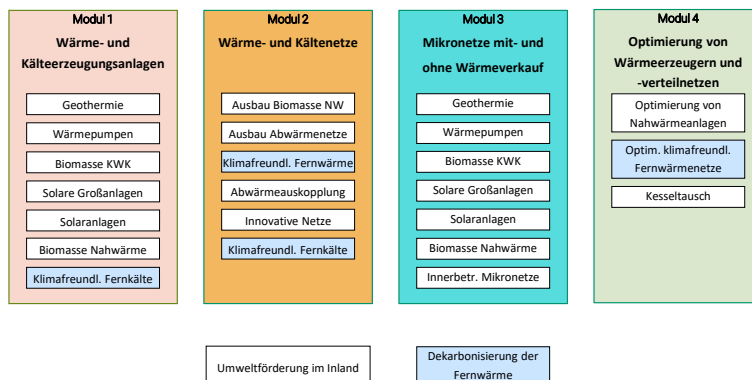 Modul 1
Wärme- und
Kälteerzeugungsanlagen
Geothermie
Wärmepumpen
Biomasse KWK
Solare Großanlagen
Solaranlagen
Biomasse Nahwärme
Klimafreundl. Fernkälte
Modul 2
Wärme- und Kältenetze
Ausbau Biomasse NW
Ausbau Abwärmenetze
Klimafreundl. Fernwärme
Abwärmeauskopplung
Innovative Netze
Klimafreundl. Fernkälte
Modul 3
Mikronetze mit- und
ohne Wärmeverkauf
Geothermie
Wärmepumpen
Biomasse KWK
Solare Großanlagen
Solaranlagen
Biomasse Nahwärme
Innerbetr. Mikronetze
Modul 4
Optimierung von
Wärmeerzeugern und
-verteilnetzen
Optimierung von
Nahwärmeanlagen
Optim. klimafreundl.
Fernwärmenetze
Kesseltausch
Umweltförderung im Inland
Dekarbonisierung der
Fernwärme